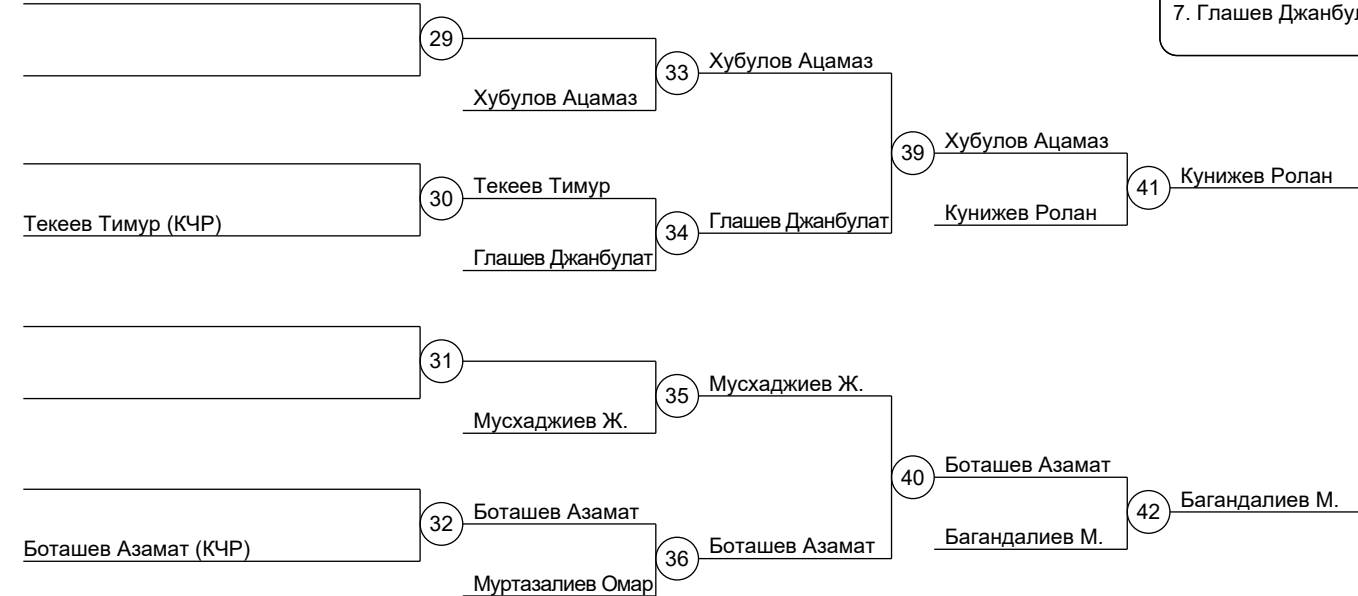 7. Глашев Джанбул
29
Хубулов Ацамаз
33
Хубулов Ацамаз
Хубулов Ацамаз
39
Текеев Тимур
30
Кунижев Ролан
41
Текеев Тимур (КЧР)
Кунижев Ролан
Глашев Джанбулат
34
Глашев Джанбулат
31
Мусхаджиев Ж.
35
Мусхаджиев Ж.
Боташев Азамат
40
Боташев Азамат
32
Багандалиев М.
42
Боташев Азамат (КЧР)
Багандалиев М.
Боташев Азамат
36
Муртазалиев Омар